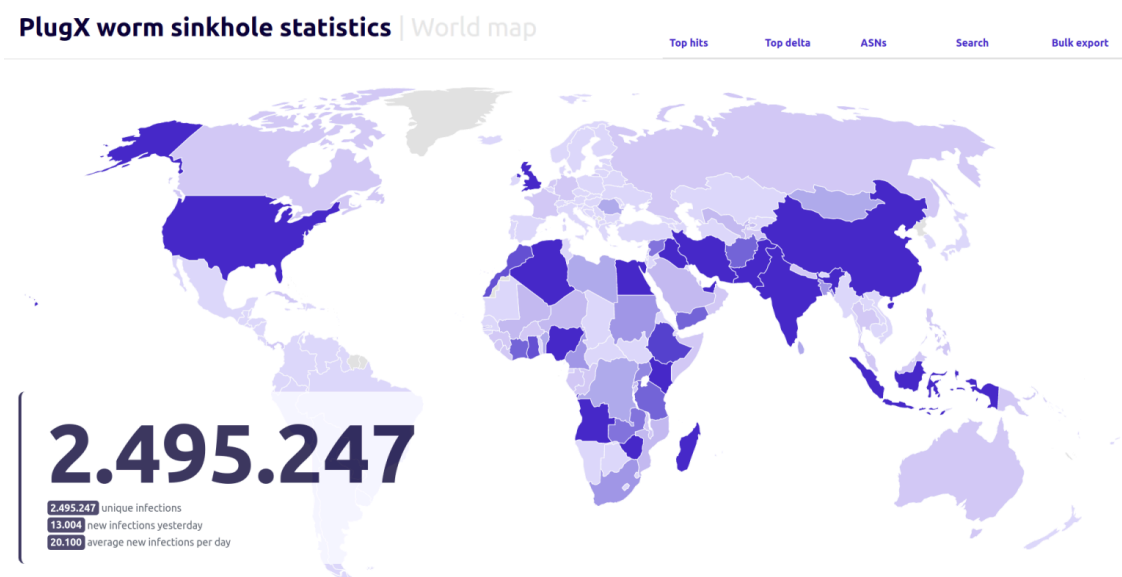 PlugX worm sinkhole statistics | World map
Top hits Top delta ASNs Search Bulk export
2.495.247
2.495.247 unique infections
13.004 new infections yesterday
20.100 average new infections per day